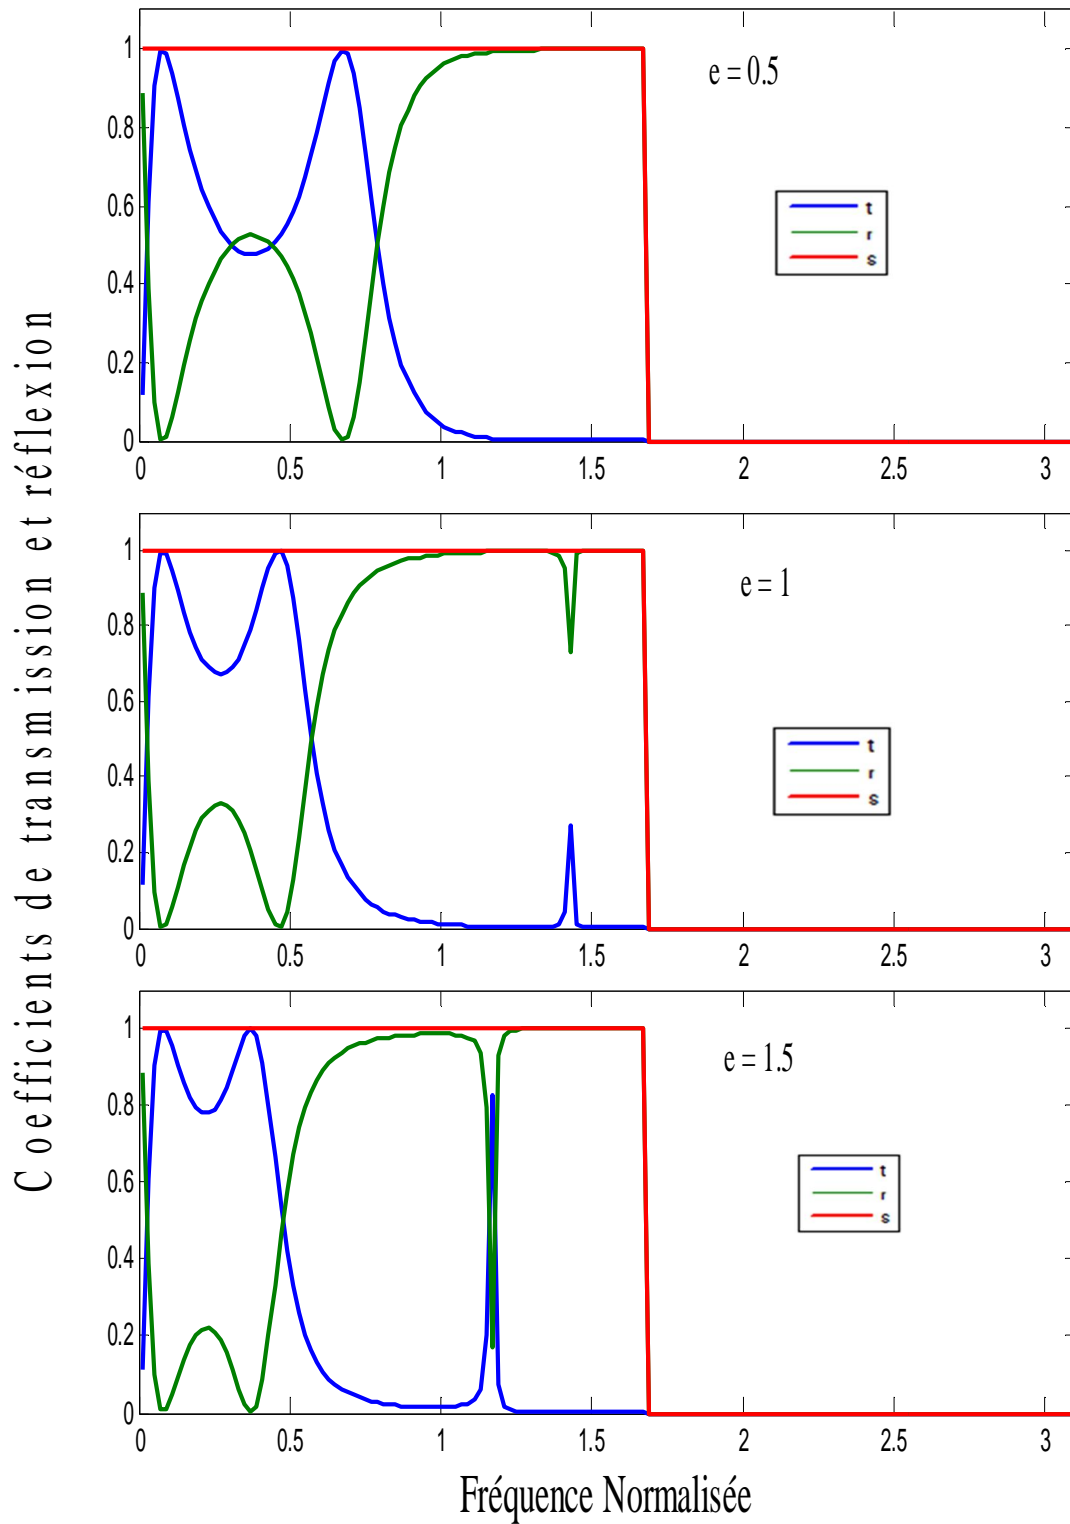 Coefficients de transmission et réflexion
1
0.8
0.6
0.4
0.2
0
0 0.5 1 1.5 2 2.5 3
e = 0.5
t
r
s
1
0.8
0.6
0.4
0.2
0
0 0.5 1 1.5 2 2.5 3
e = 1
t
r
s
1
0.8
0.6
0.4
0.2
0
0 0.5 1 1.5 2 2.5 3
e = 1.5
t
r
s
Fréquence Normalisée